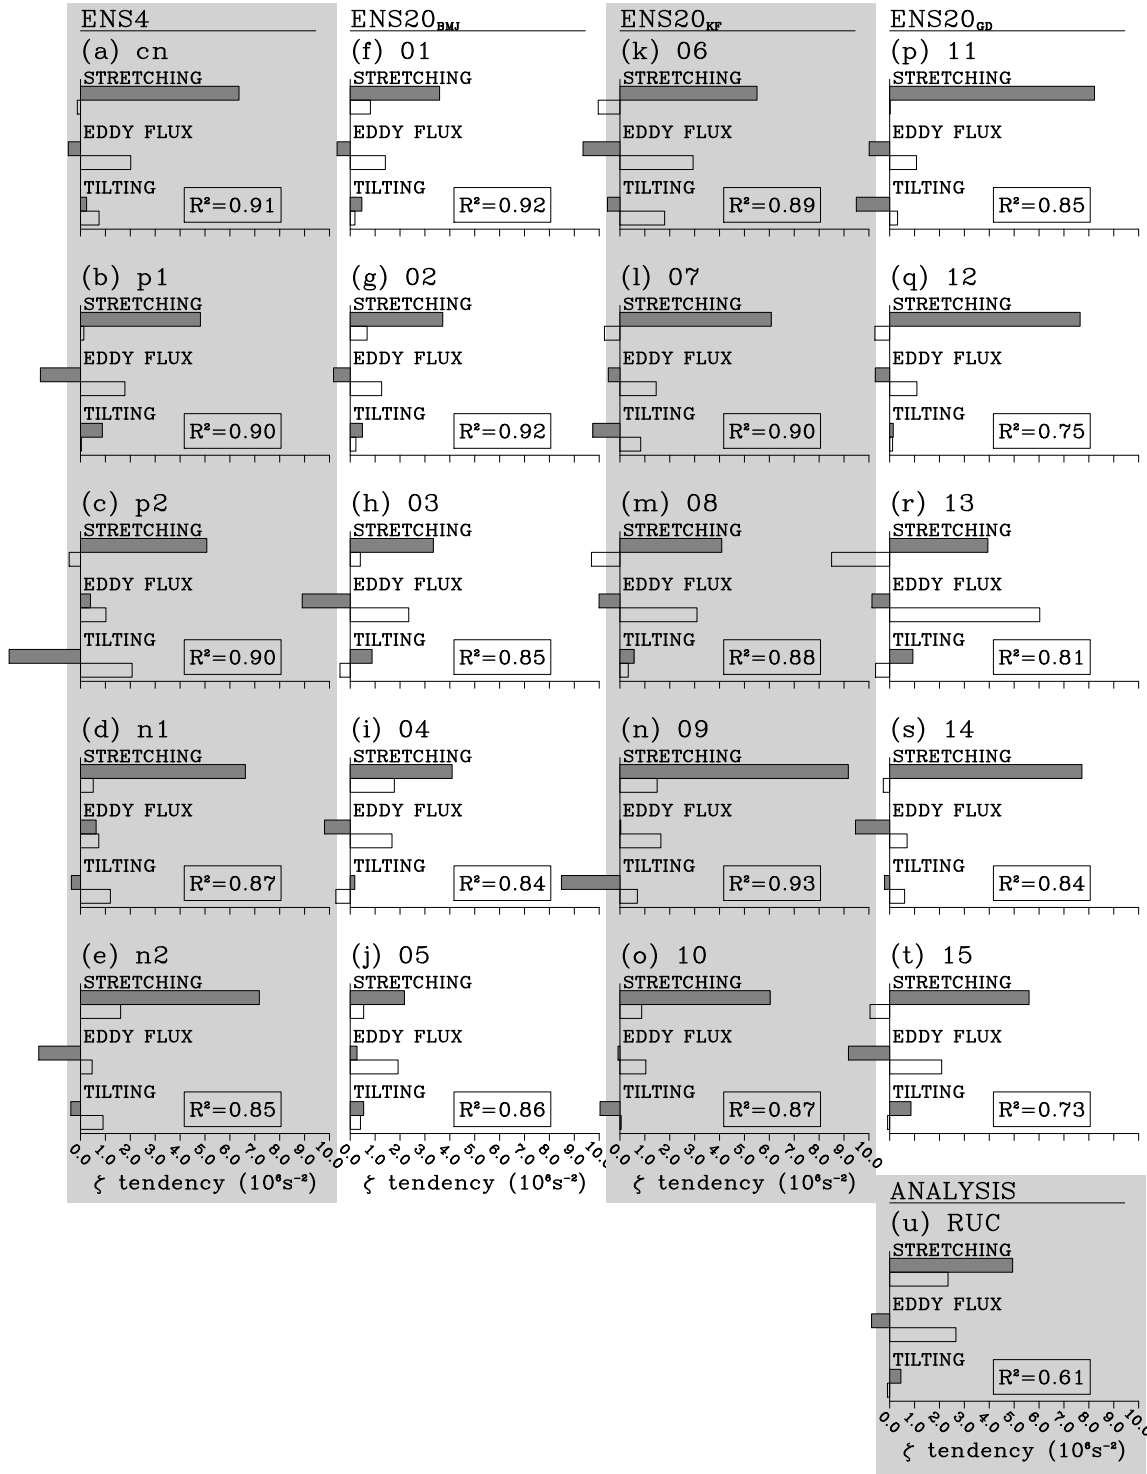 ENS4
(a) cn
STRETCHING
EDDY FLUX
TILTING
R²=0.91
(b) p1
STRETCHING
EDDY FLUX
TILTING
R²=0.90
(c) p2
STRETCHING
EDDY FLUX
TILTING
R²=0.90
(d) n1
STRETCHING
EDDY FLUX
TILTING
R²=0.87
(e) n2
STRETCHING
EDDY FLUX
TILTING
R²=0.85
0.0 1.0 2.0 3.0 4.0 5.0 6.0 7.0 8.0 9.0 10.0
ζ tendency (10⁶s⁻²)
ENS20BMJ
(f) 01
STRETCHING
EDDY FLUX
TILTING
R²=0.92
(g) 02
STRETCHING
EDDY FLUX
TILTING
R²=0.92
(h) 03
STRETCHING
EDDY FLUX
TILTING
R²=0.85
(i) 04
STRETCHING
EDDY FLUX
TILTING
R²=0.84
(j) 05
STRETCHING
EDDY FLUX
TILTING
R²=0.86
0.0 1.0 2.0 3.0 4.0 5.0 6.0 7.0 8.0 9.0 10.0
ζ tendency (10⁶s⁻²)
ENS20KF
(k) 06
STRETCHING
EDDY FLUX
TILTING
R²=0.89
(l) 07
STRETCHING
EDDY FLUX
TILTING
R²=0.90
(m) 08
STRETCHING
EDDY FLUX
TILTING
R²=0.88
(n) 09
STRETCHING
EDDY FLUX
TILTING
R²=0.93
(o) 10
STRETCHING
EDDY FLUX
TILTING
R²=0.87
0.0 1.0 2.0 3.0 4.0 5.0 6.0 7.0 8.0 9.0 10.0
ζ tendency (10⁶s⁻²)
ENS20GD
(p) 11
STRETCHING
EDDY FLUX
TILTING
R²=0.85
(q) 12
STRETCHING
EDDY FLUX
TILTING
R²=0.75
(r) 13
STRETCHING
EDDY FLUX
TILTING
R²=0.81
(s) 14
STRETCHING
EDDY FLUX
TILTING
R²=0.84
(t) 15
STRETCHING
EDDY FLUX
TILTING
R²=0.73
ANALYSIS
(u) RUC
STRETCHING
EDDY FLUX
TILTING
R²=0.61
0.0 1.0 2.0 3.0 4.0 5.0 6.0 7.0 8.0 9.0 10.0
ζ tendency (10⁶s⁻²)